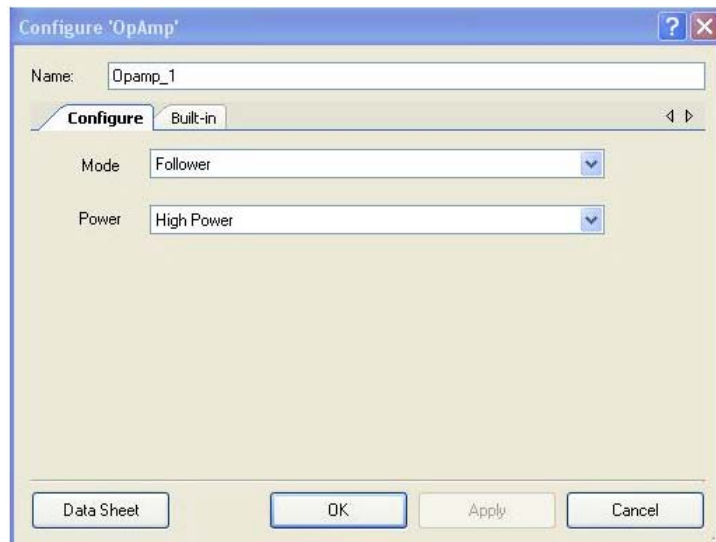 Configure 'OpAmp'
Name: Opamp_1
Configure Built-in
Mode Follower
Power High Power
Data Sheet OK Apply Cancel